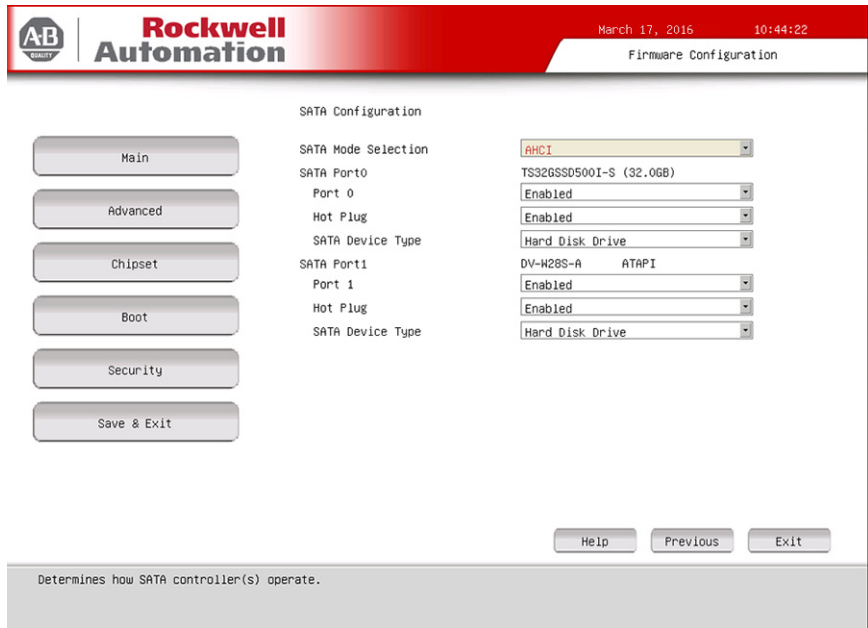 A·B
QUALITY
Rockwell
Automation
March 17, 2016 10:44:22
Firmware Configuration
SATA Configuration
Main
Advanced
Chipset
Boot
Security
Save & Exit
SATA Mode Selection AHCI
SATA Port0 TS32GSSD500I-S (32.0GB)
Port 0 Enabled
Hot Plug Enabled
SATA Device Type Hard Disk Drive
SATA Port1 DV-W28S-A ATAPI
Port 1 Enabled
Hot Plug Enabled
SATA Device Type Hard Disk Drive
Help Previous Exit
Determines how SATA controller(s) operate.